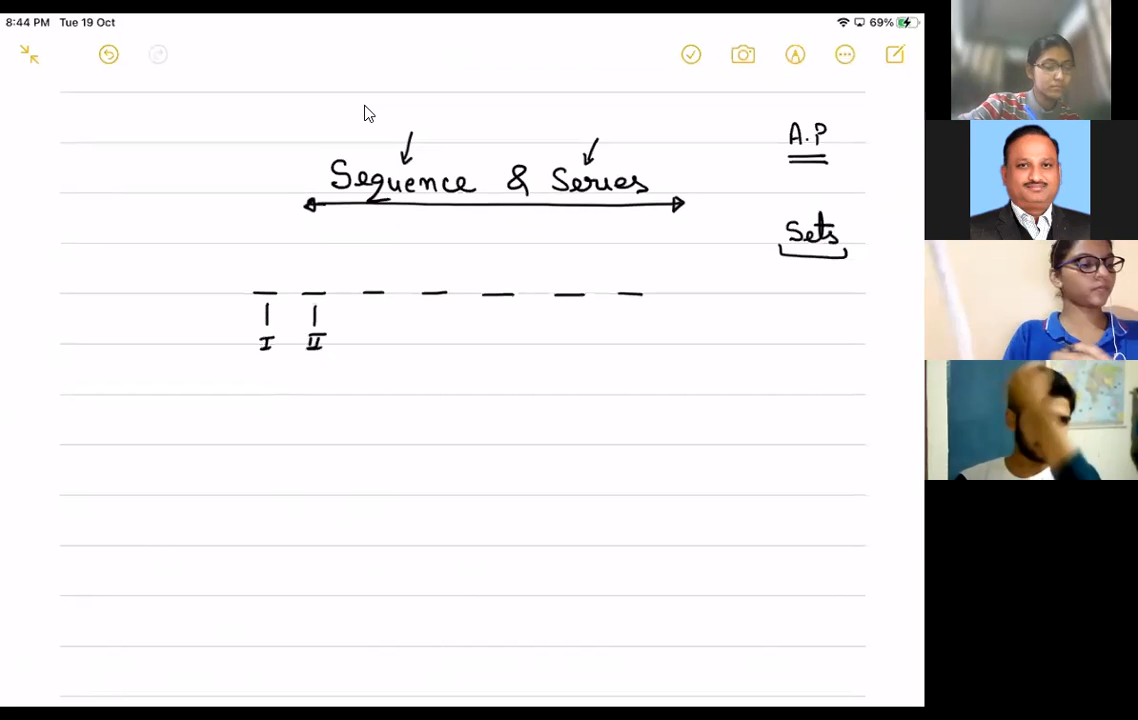 8:44 PM Tue 19 Oct
69%
A.P
Sequence & Series
Sets
I II